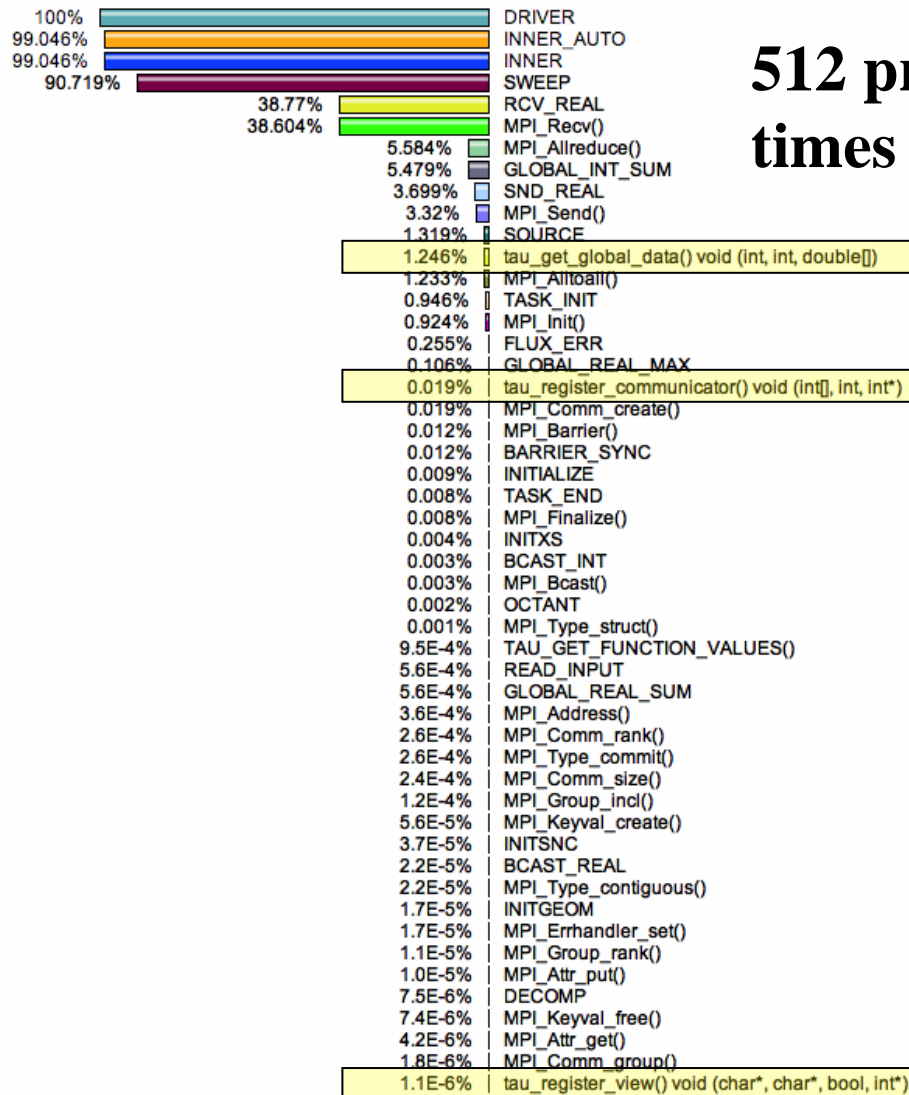 100% DRIVER
99.046% INNER_AUTO
99.046% INNER
90.719% SWEEP
38.77% RCV_REAL
38.604% MPI_Recv()
5.584% MPI_Allreduce()
5.479% GLOBAL_INT_SUM
3.699% SND_REAL
3.32% MPI_Send()
1.319% SOURCE
1.246% tau_get_global_data() void (int, int, double[])
1.233% MPI_Alltoall()
0.946% TASK_INIT
0.924% MPI_Init()
0.255% FLUX_ERR
0.106% GLOBAL_REAL_MAX
0.019% tau_register_communicator() void (int[], int, int*)
0.019% MPI_Comm_create()
0.012% MPI_Barrier()
0.012% BARRIER_SYNC
0.009% INITIALIZE
0.008% TASK_END
0.008% MPI_Finalize()
0.004% INITXS
0.003% BCAST_INT
0.003% MPI_Bcast()
0.002% OCTANT
0.001% MPI_Type_struct()
9.5E-4% TAU_GET_FUNCTION_VALUES()
5.6E-4% READ_INPUT
5.6E-4% GLOBAL_REAL_SUM
3.6E-4% MPI_Address()
2.6E-4% MPI_Comm_rank()
2.6E-4% MPI_Type_commit()
2.4E-4% MPI_Comm_size()
1.2E-4% MPI_Group_incl()
5.6E-5% MPI_Keyval_create()
3.7E-5% INITSNC
2.2E-5% BCAST_REAL
2.2E-5% MPI_Type_contiguous()
1.7E-5% INITGEOM
1.7E-5% MPI_Errhandler_set()
1.1E-5% MPI_Group_rank()
1.0E-5% MPI_Attr_put()
7.5E-6% DECOMP
7.4E-6% MPI_Keyval_free()
4.2E-6% MPI_Attr_get()
1.8E-6% MPI_Comm_group()
1.1E-6% tau_register_view() void (char*, char*, bool, int*)
512 pr
times